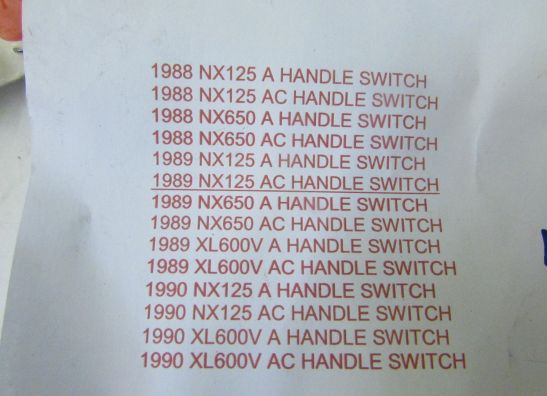 1988 NX125 A HANDLE SWITCH
1988 NX125 AC HANDLE SWITCH
1988 NX650 A HANDLE SWITCH
1988 NX650 AC HANDLE SWITCH
1989 NX125 A HANDLE SWITCH
1989 NX125 AC HANDLE SWITCH
1989 NX650 A HANDLE SWITCH
1989 NX650 AC HANDLE SWITCH
1989 XL600V A HANDLE SWITCH
1989 XL600V AC HANDLE SWITCH
1990 NX125 A HANDLE SWITCH
1990 NX125 AC HANDLE SWITCH
1990 XL600V A HANDLE SWITCH
1990 XL600V AC HANDLE SWITCH